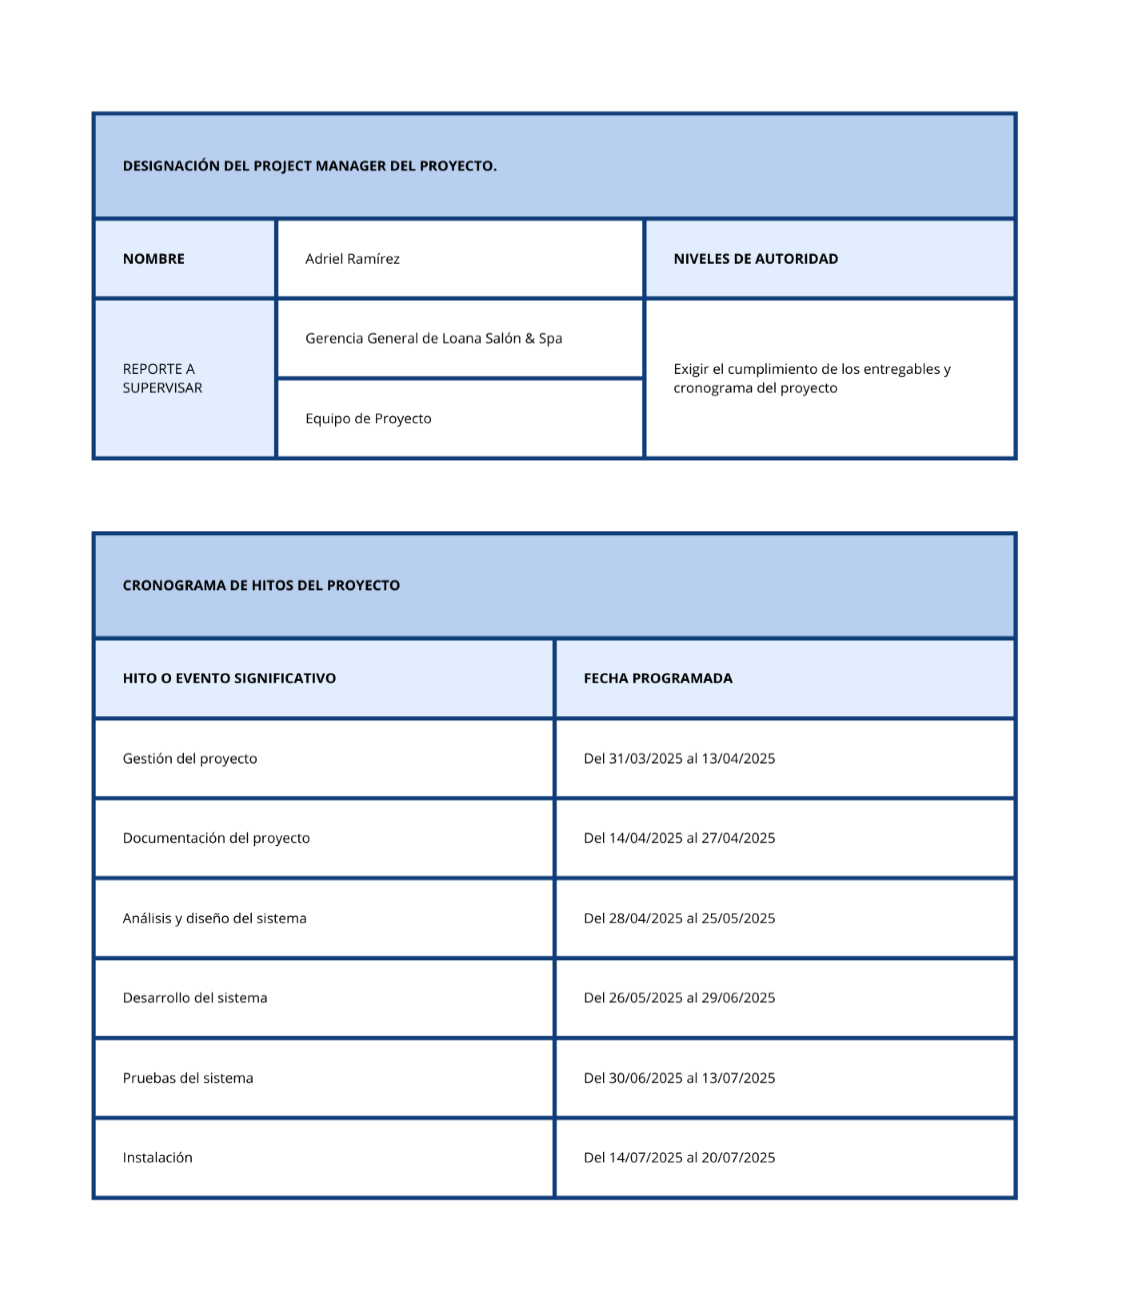 DESIGNACIÓN DEL PROJECT MANAGER DEL PROYECTO.
NOMBRE
Adriel Ramírez
NIVELES DE AUTORIDAD
REPORTE A
SUPERVISAR
Gerencia General de Loana Salón & Spa
Equipo de Proyecto
Exigir el cumplimiento de los entregables y
cronograma del proyecto
CRONOGRAMA DE HITOS DEL PROYECTO
HITO O EVENTO SIGNIFICATIVO
FECHA PROGRAMADA
Gestión del proyecto
Del 31/03/2025 al 13/04/2025
Documentación del proyecto
Del 14/04/2025 al 27/04/2025
Análisis y diseño del sistema
Del 28/04/2025 al 25/05/2025
Desarrollo del sistema
Del 26/05/2025 al 29/06/2025
Pruebas del sistema
Del 30/06/2025 al 13/07/2025
Instalación
Del 14/07/2025 al 20/07/2025